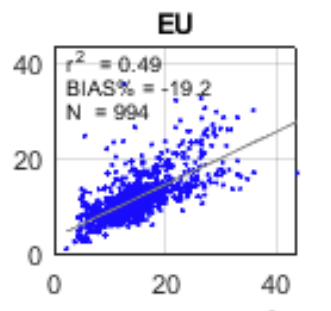 EU
40
r² = 0.49
BIAS% = -19.2
N = 994
20
0
0 20 40